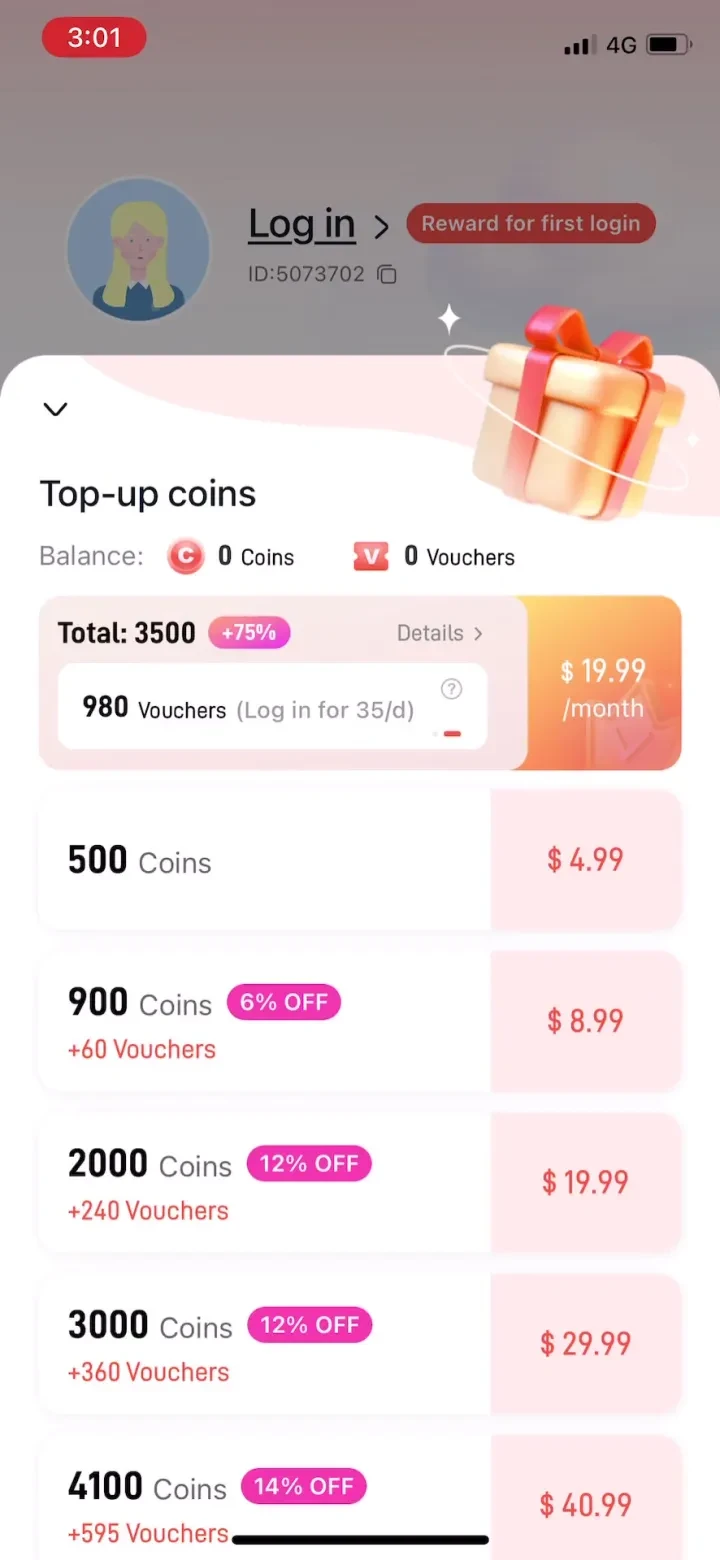 3:01
4G
Log in
Reward for first login
ID:5073702
Top-up coins
Balance: C 0 Coins V 0 Vouchers
Total: 3500 +75% Details
980 Vouchers (Log in for 35/d) ?
$ 19.99
/month
500 Coins
$ 4.99
900 Coins 6% OFF
+60 Vouchers
$ 8.99
2000 Coins 12% OFF
+240 Vouchers
$ 19.99
3000 Coins 12% OFF
+360 Vouchers
$ 29.99
4100 Coins 14% OFF
+595 Vouchers
$ 40.99